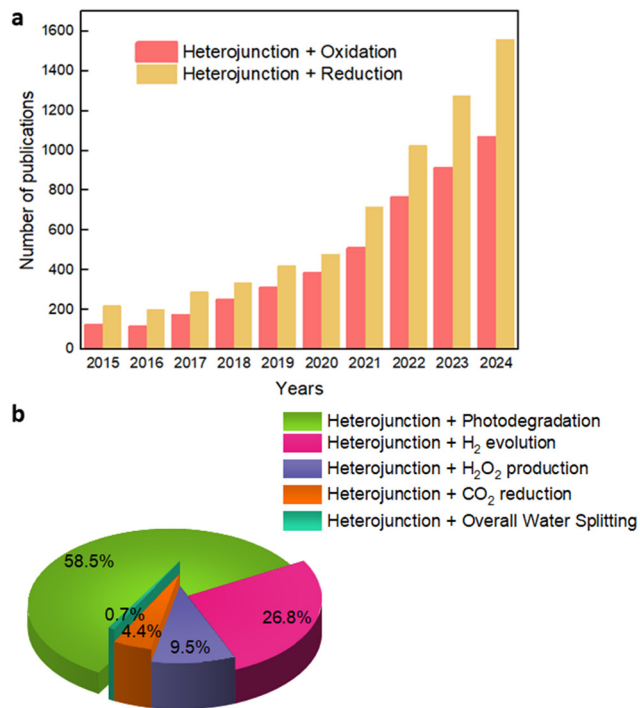 a
1600
1400
1200
1000
800
600
400
200
0
Number of publications
Heterojunction + Oxidation
Heterojunction + Reduction
2015 2016 2017 2018 2019 2020 2021 2022 2023 2024
Years
b
Heterojunction + Photodegradation
Heterojunction + H₂ evolution
Heterojunction + H₂O₂ production
Heterojunction + CO₂ reduction
Heterojunction + Overall Water Splitting
58.5%
26.8%
0.7%
4.4%
9.5%